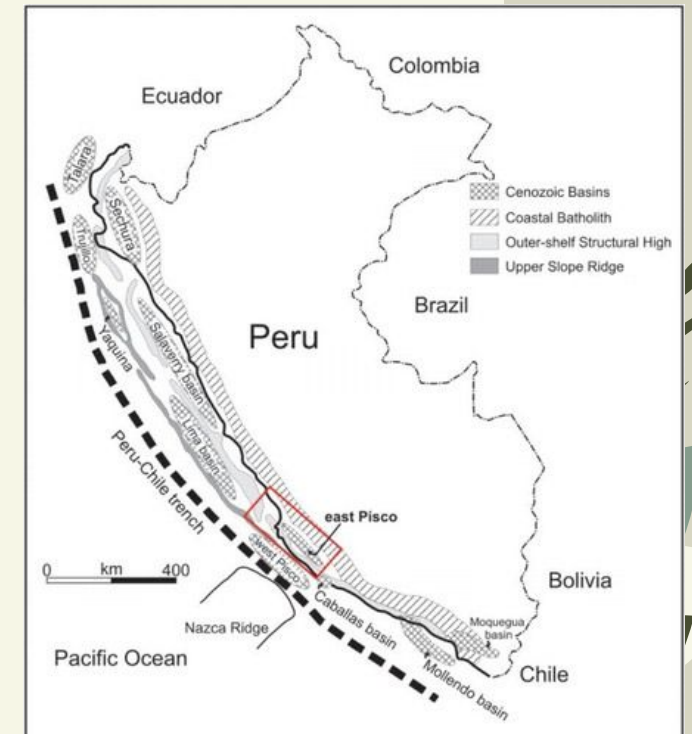 Colombia
Ecuador
Talara
Sechura
Trujillo
Cenozoic Basins
Coastal Batholith
Outer-shelf Structural High
Upper Slope Ridge
Brazil
Peru
Yaquina
Salaverry basin
Lima basin
Peru-Chile trench
east Pisco
west Pisco
0 km 400
Bolivia
Caballas basin
Nazca Ridge
Moquegua
basin
Pacific Ocean
Mollendo basin
Chile